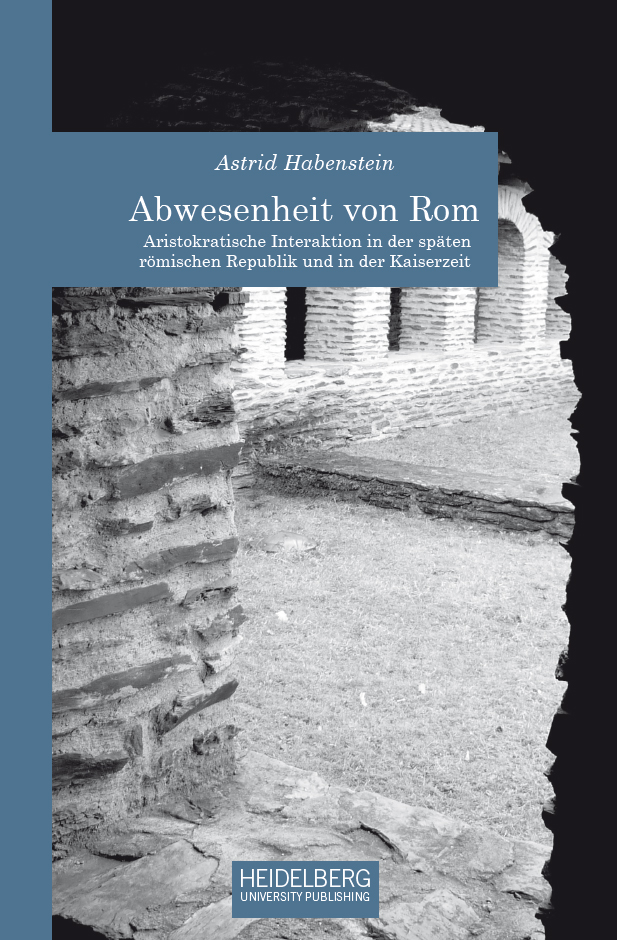 Astrid Habenstein
Abwesenheit von Rom
Aristokratische Interaktion in der späten
römischen Republik und in der Kaiserzeit
HEIDELBERG
UNIVERSITY PUBLISHING